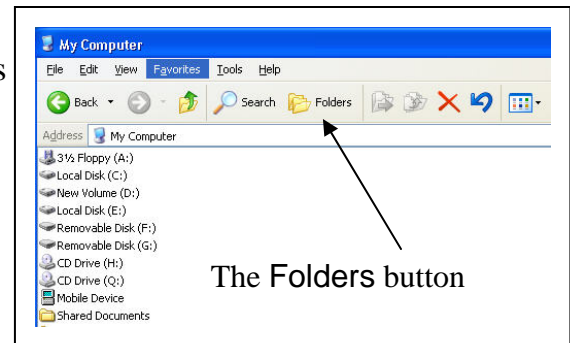 s
My Computer
File Edit View Favorites Tools Help
Back Search Folders
Address My Computer
3½ Floppy (A:)
Local Disk (C:)
New Volume (D:)
Local Disk (E:)
Removable Disk (F:)
Removable Disk (G:)
CD Drive (H:)
CD Drive (Q:)
Mobile Device
Shared Documents
The Folders button